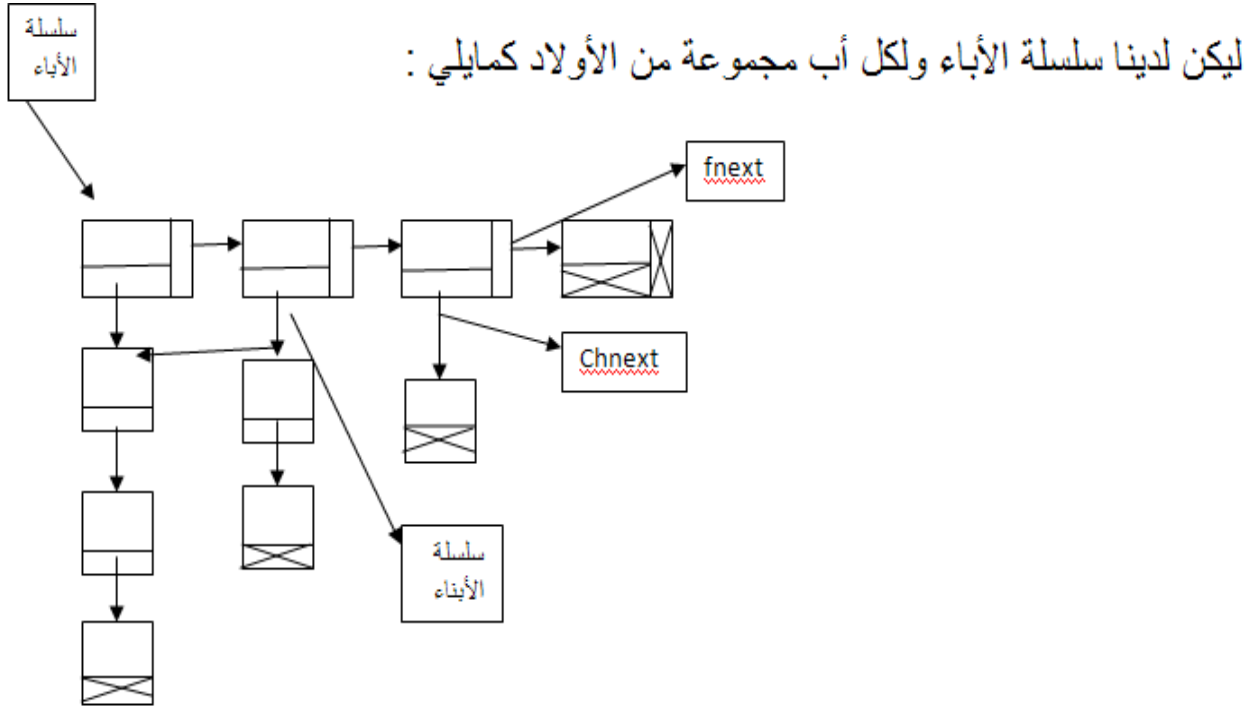 سلسلة
الأباء
ليكن لدينا سلسلة الأباء ولكل أب مجموعة من الأولاد كمايلي :
fnext
Chnext
سلسلة
الأبناء